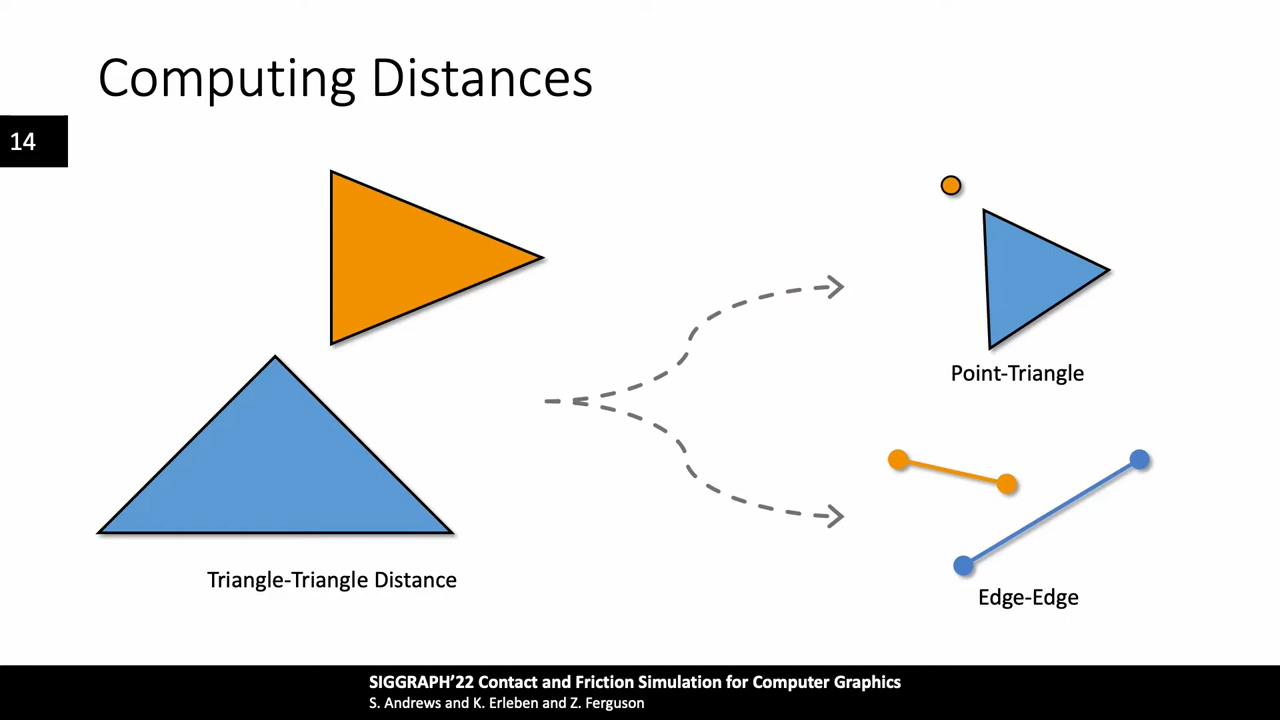 Computing Distances
14
Point-Triangle
Triangle-Triangle Distance
Edge-Edge
SIGGRAPH’22 Contact and Friction Simulation for Computer Graphics
S. Andrews and K. Erleben and Z. Ferguson